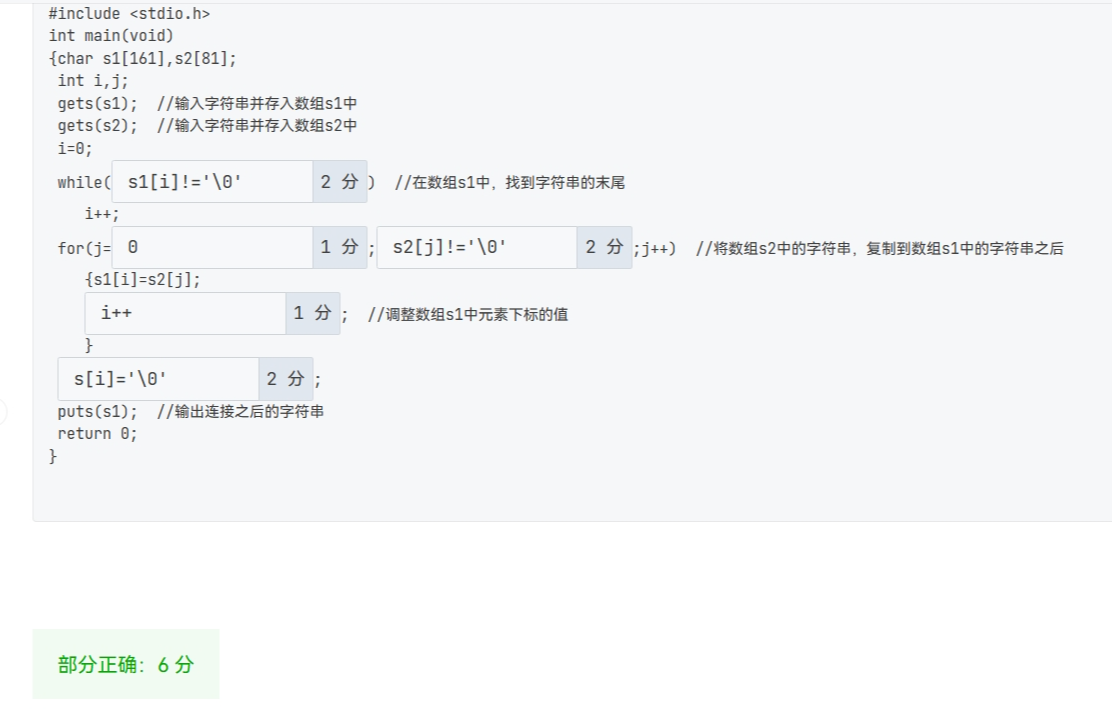 #include <stdio.h>
int main(void)
{char s1[161],s2[81];
 int i,j;
 gets(s1);  //输入字符串并存入数组s1中
 gets(s2);  //输入字符串并存入数组s2中
 i=0;
 while( s1[i]!='\0' 2 分 )  //在数组s1中，找到字符串的末尾
    i++;
 for(j= 0 1 分 ; s2[j]!='\0' 2 分 ;j++)  //将数组s2中的字符串，复制到数组s1中的字符串之后
    {s1[i]=s2[j];
    i++ 1 分 ;  //调整数组s1中元素下标的值
    }
 s[i]='\0' 2 分 ;
 puts(s1);  //输出连接之后的字符串
 return 0;
}
部分正确：6 分